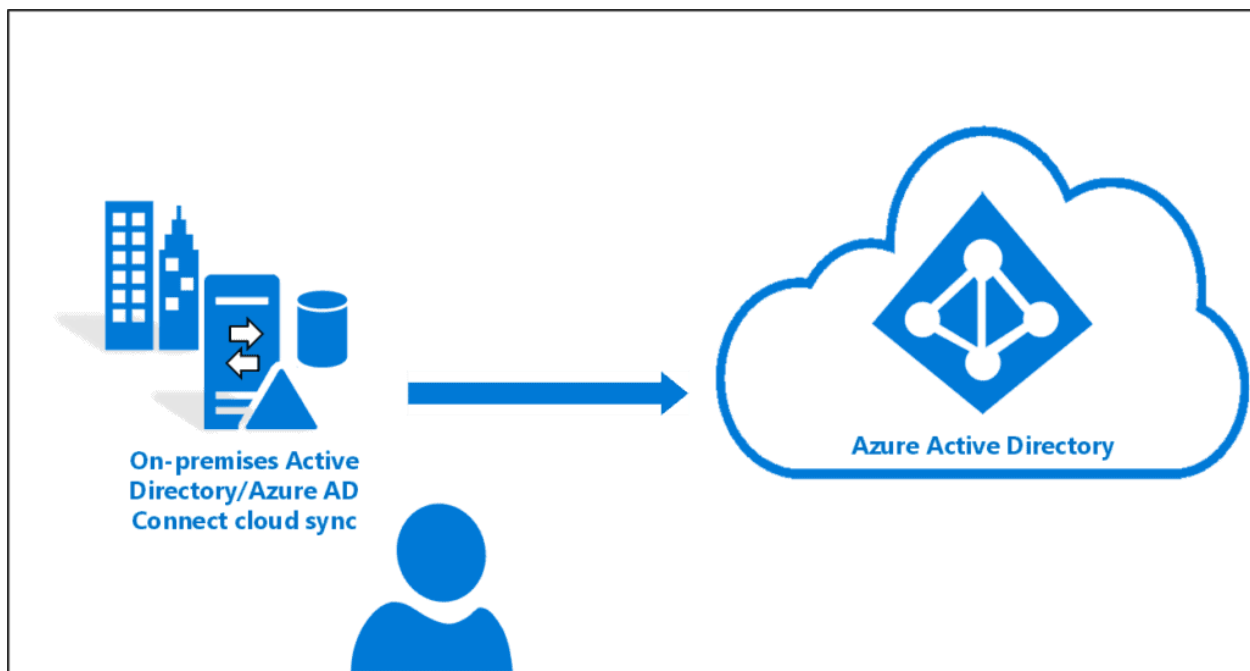 On-premises Active
Directory/Azure AD
Connect cloud sync
Azure Active Directory